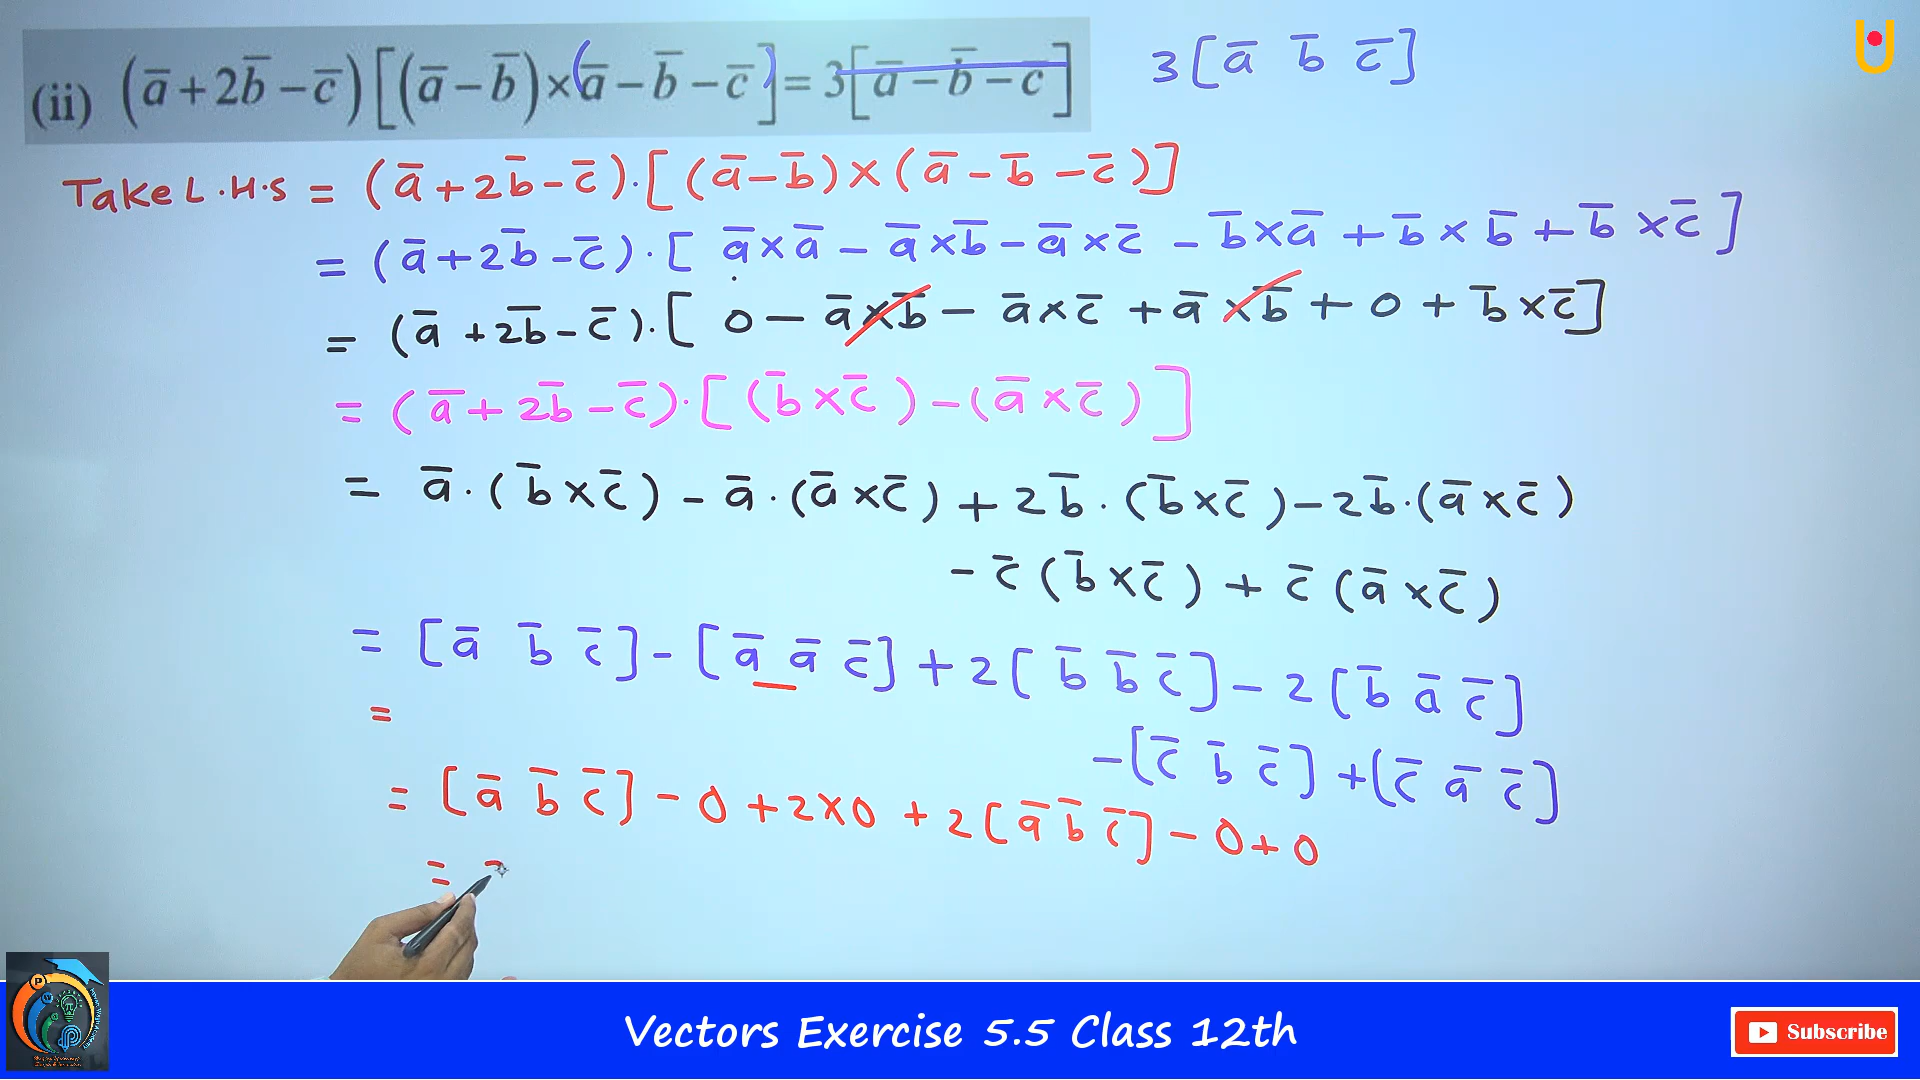 (ii) (a̅ + 2b̅ − c̅) [(a̅ − b̅) × (a̅ − b̅ − c̅)] = 3[a̅ − b̅ − c̅] 3 [a̅ b̅ c̅]
Take L.H.S = (a̅ + 2b̅ − c̅) · [(a̅ − b̅) × (a̅ − b̅ − c̅)]
= (a̅ + 2b̅ − c̅) · [a̅ × a̅ − a̅ × b̅ − a̅ × c̅ − b̅ × a̅ + b̅ × b̅ + b̅ × c̅]
= (a̅ + 2b̅ − c̅) · [0 − a̅ × b̅ − a̅ × c̅ + a̅ × b̅ + 0 + b̅ × c̅]
= (a̅ + 2b̅ − c̅) · [(b̅ × c̅) − (a̅ × c̅)]
= a̅ · (b̅ × c̅) − a̅ · (a̅ × c̅) + 2b̅ · (b̅ × c̅) − 2b̅ · (a̅ × c̅)
− c̅ (b̅ × c̅) + c̅ (a̅ × c̅)
= [a̅ b̅ c̅] − [a̅ a̅ c̅] + 2[b̅ b̅ c̅] − 2[b̅ a̅ c̅]
=
− [c̅ b̅ c̅] + [c̅ a̅ c̅]
= [a̅ b̅ c̅] − 0 + 2×0 + 2[a̅ b̅ c̅] − 0 + 0
=
Vectors Exercise 5.5 Class 12th
Subscribe